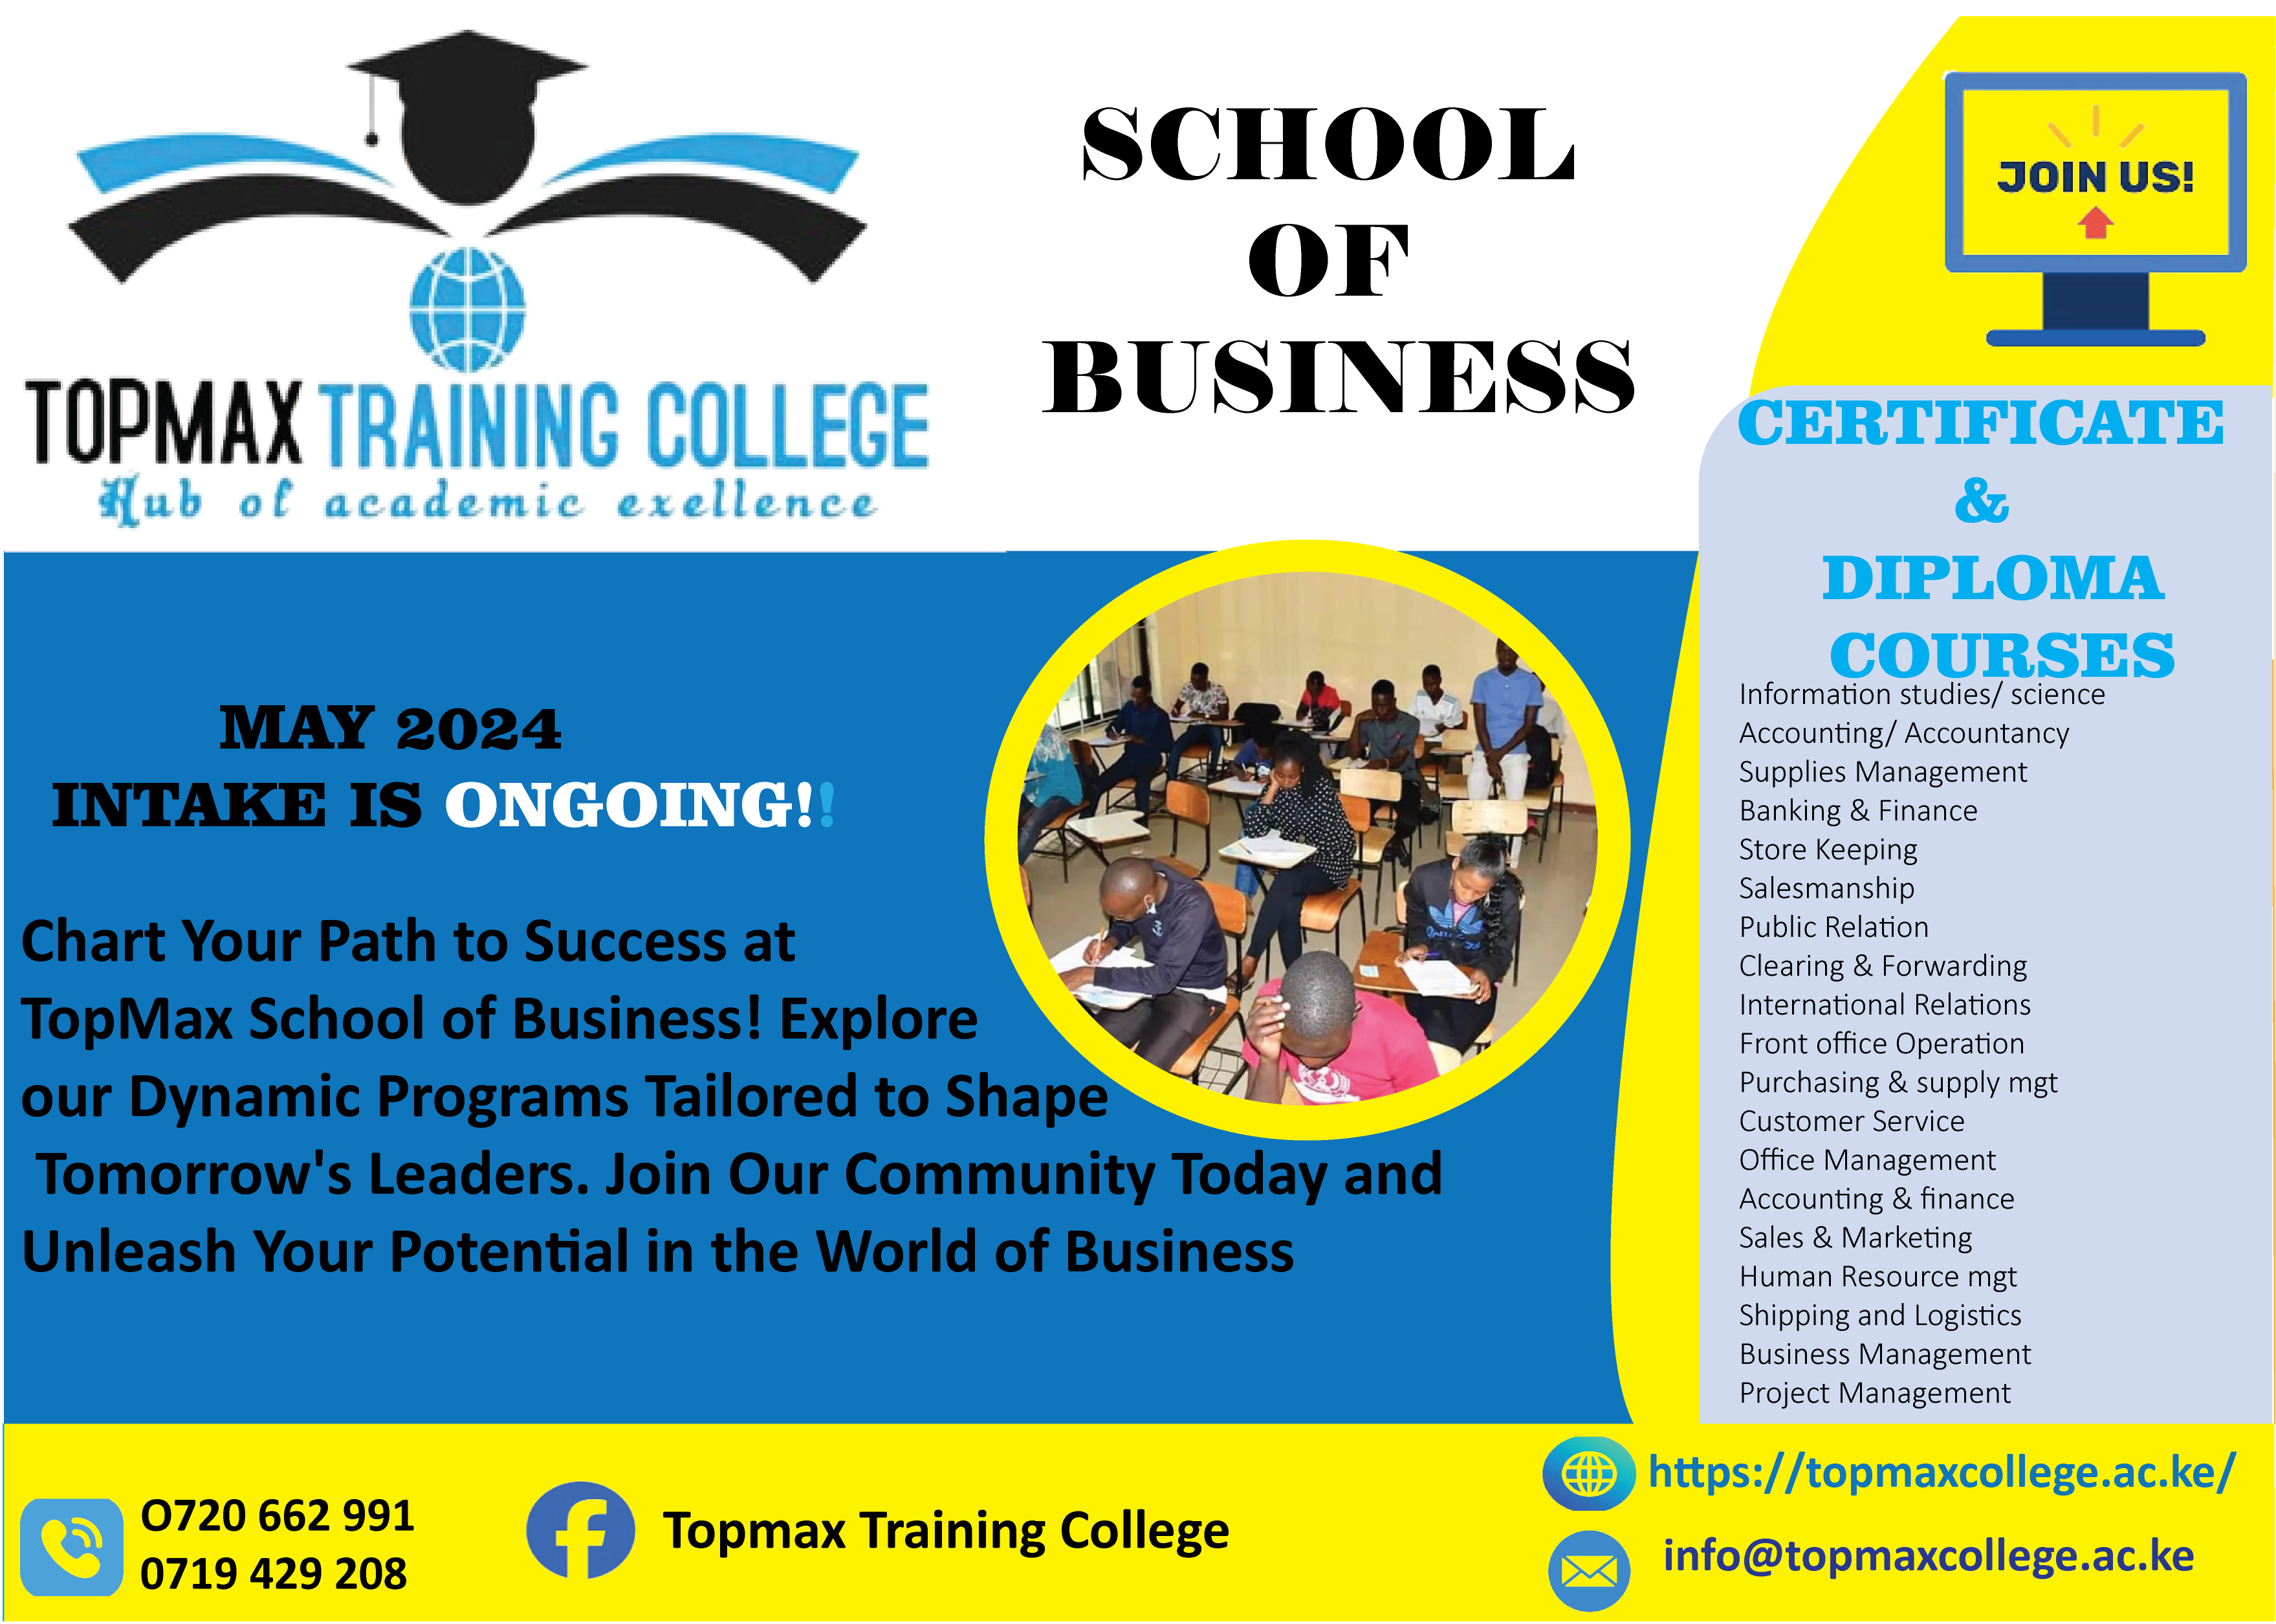 TOPMAX TRAINING COLLEGE
Hub of academic exellence
SCHOOL
OF
BUSINESS
JOIN US!
CERTIFICATE
&
DIPLOMA
COURSES
Information studies/ science
Accounting/ Accountancy
Supplies Management
Banking & Finance
Store Keeping
Salesmanship
Public Relation
Clearing & Forwarding
International Relations
Front office Operation
Purchasing & supply mgt
Customer Service
Office Management
Accounting & finance
Sales & Marketing
Human Resource mgt
Shipping and Logistics
Business Management
Project Management
MAY 2024
INTAKE IS ONGOING!!
Chart Your Path to Success at
TopMax School of Business! Explore
our Dynamic Programs Tailored to Shape
Tomorrow's Leaders. Join Our Community Today and
Unleash Your Potential in the World of Business
O720 662 991
0719 429 208
Topmax Training College
https://topmaxcollege.ac.ke/
info@topmaxcollege.ac.ke